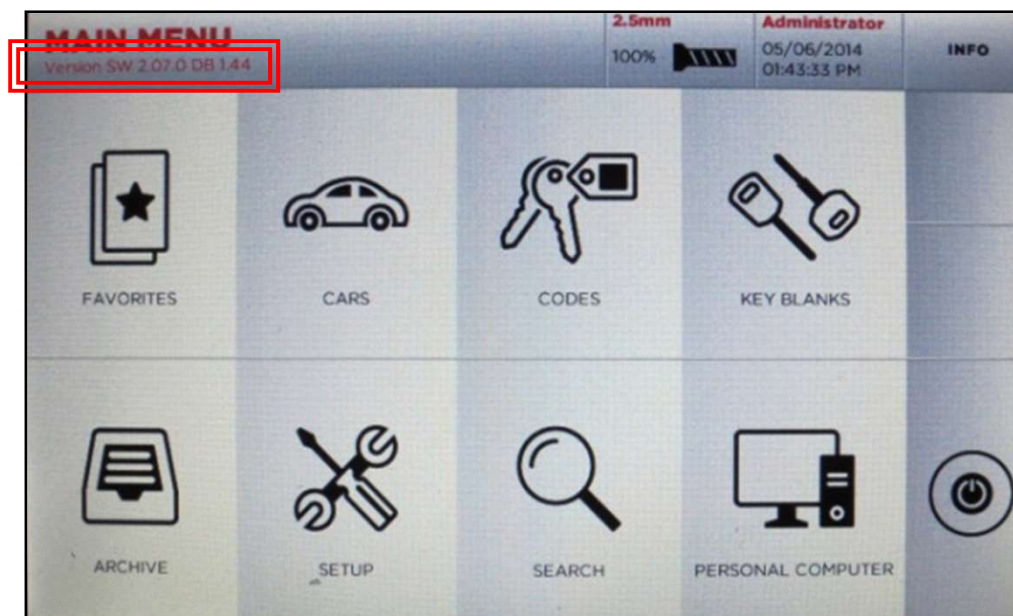 MAIN MENU
Version SW 2.07.0 DB 1.44
2.5mm
100%
Administrator
05/06/2014
01:43:33 PM
INFO
FAVORITES
CARS
CODES
KEY BLANKS
ARCHIVE
SETUP
SEARCH
PERSONAL COMPUTER